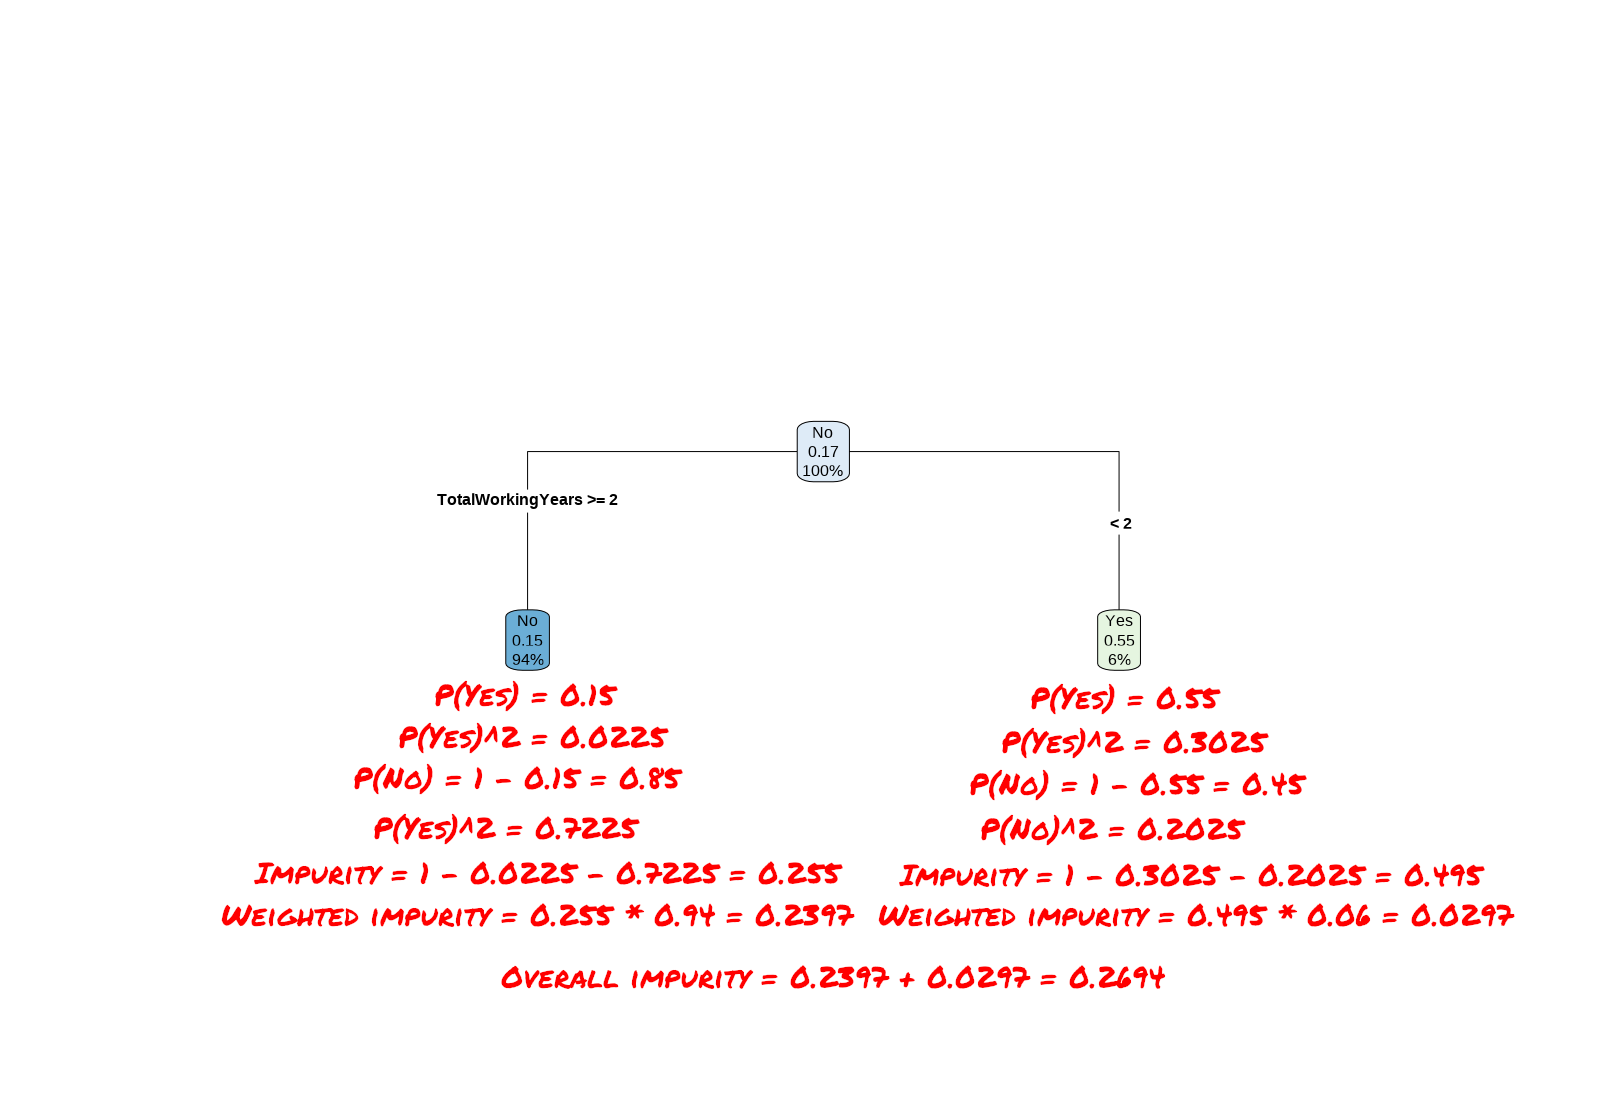 No
0.17
100%
TotalWorkingYears >= 2
< 2
No
0.15
94%
Yes
0.55
6%
P(Yes) = 0.15
P(Yes)^2 = 0.0225
P(No) = 1 - 0.15 = 0.85
P(Yes)^2 = 0.7225
Impurity = 1 - 0.0225 - 0.7225 = 0.255
Weighted impurity = 0.255 * 0.94 = 0.2397
P(Yes) = 0.55
P(Yes)^2 = 0.3025
P(No) = 1 - 0.55 = 0.45
P(No)^2 = 0.2025
Impurity = 1 - 0.3025 - 0.2025 = 0.495
Weighted impurity = 0.495 * 0.06 = 0.0297
Overall impurity = 0.2397 + 0.0297 = 0.2694